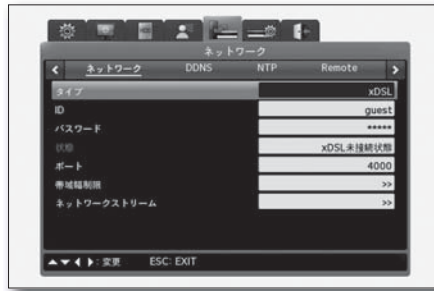 ネットワーク
ネットワーク DDNS NTP Remote
タイプ xDSL
ID guest
パスワード *****
状態 xDSL未接続状態
ポート 4000
帯域幅制限 >>
ネットワークストリーム >>
▲▼◀▶: 変更 ESC: EXIT